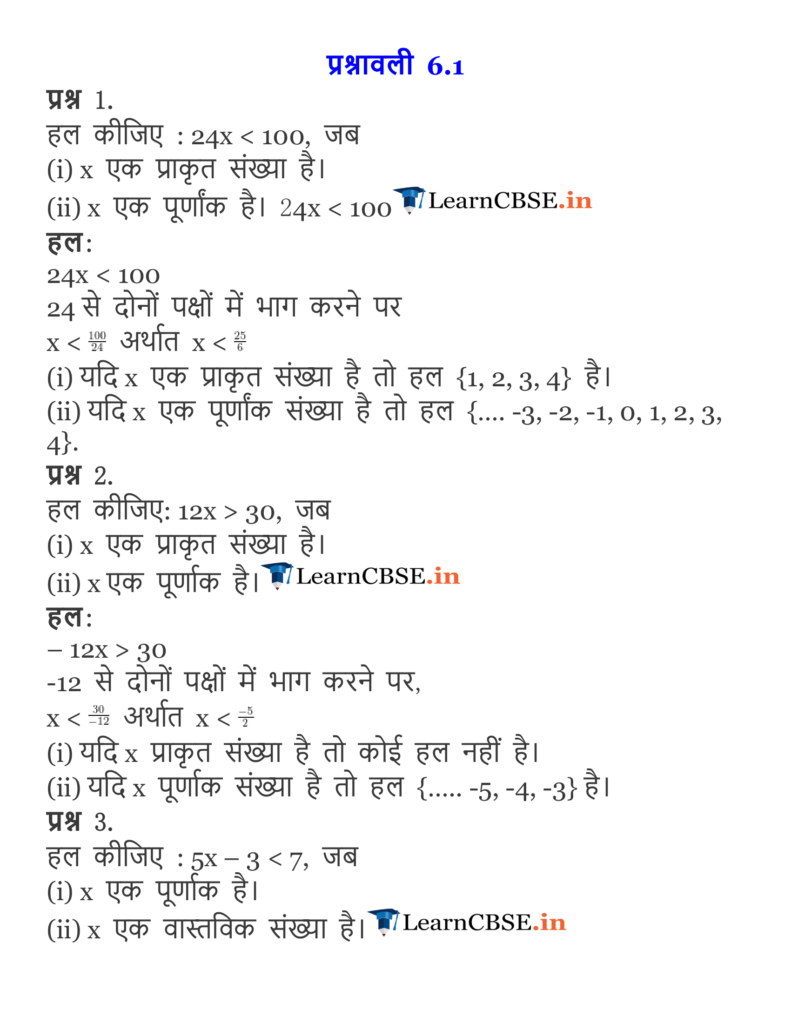 प्रश्नावली 6.1
प्रश्न 1.
हल कीजिए : 24x < 100, जब
(i) x एक प्राकृत संख्या है।
(ii) x एक पूर्णांक है। 24x < 100 LearnCBSE.in
हल:
24x < 100
24 से दोनों पक्षों में भाग करने पर
x < 100/24 अर्थात x < 25/6
(i) यदि x एक प्राकृत संख्या है तो हल {1, 2, 3, 4} है।
(ii) यदि x एक पूर्णांक संख्या है तो हल {.... -3, -2, -1, 0, 1, 2, 3,
4}.
प्रश्न 2.
हल कीजिए: 12x > 30, जब
(i) x एक प्राकृत संख्या है।
(ii) x एक पूर्णाक है। LearnCBSE.in
हल:
– 12x > 30
-12 से दोनों पक्षों में भाग करने पर,
x < 30/−12 अर्थात x < −5/2
(i) यदि x प्राकृत संख्या है तो कोई हल नहीं है।
(ii) यदि x पूर्णाक संख्या है तो हल {..... -5, -4, -3} है।
प्रश्न 3.
हल कीजिए : 5x – 3 < 7, जब
(i) x एक पूर्णाक है।
(ii) x एक वास्तविक संख्या है। LearnCBSE.in